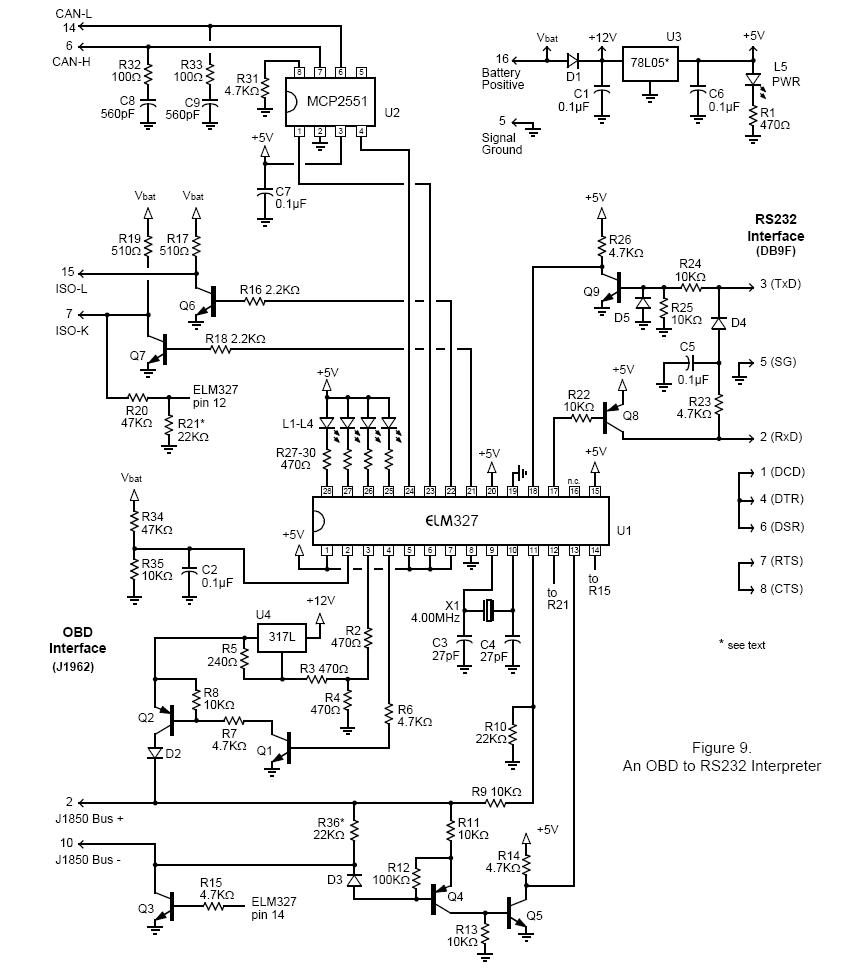 CAN-L
14
6
CAN-H
R32
100Ω
R33
100Ω
C8
560pF
C9
560pF
R31
4.7KΩ
8 7 6 5
MCP2551
U2
1 2 3 4
+5V
C7
0.1µF
16
Battery
Positive
Vbat
D1
+12V
C1
0.1µF
U3
78L05*
+5V
C6
0.1µF
L5
PWR
R1
470Ω
5
Signal
Ground
Vbat
Vbat
R19
510Ω
R17
510Ω
15
ISO-L
7
ISO-K
Q6
R16 2.2KΩ
Q7
R18 2.2KΩ
R20
47KΩ
ELM327
pin 12
R21*
22KΩ
+5V
R26
4.7KΩ
Q9
D5
R25
10KΩ
R24
10KΩ
D4
C5
0.1µF
R23
4.7KΩ
+5V
R22
10KΩ
Q8
RS232
Interface
(DB9F)
3 (TxD)
5 (SG)
2 (RxD)
1 (DCD)
4 (DTR)
6 (DSR)
7 (RTS)
8 (CTS)
* see text
+5V
L1-L4
R27-30
470Ω
+5V
n.c.
+5V
28 27 26 25 24 23 22 21 20 19 18 17 16 15
ELM327
U1
1 2 3 4 5 6 7 8 9 10 11 12 13 14
+5V
Vbat
R34
47KΩ
R35
10KΩ
C2
0.1µF
X1
4.00MHz
C3
27pF
C4
27pF
to
R21
to
R15
OBD
Interface
(J1962)
U4
317L
+12V
R5
240Ω
R2
470Ω
R3 470Ω
R4
470Ω
R6
4.7KΩ
Q2
R8
10KΩ
R7
4.7KΩ
Q1
D2
R10
22KΩ
R9 10KΩ
2
J1850 Bus +
10
J1850 Bus -
R36*
22KΩ
R11
10KΩ
R12
100KΩ
D3
Q4
R13
10KΩ
+5V
R14
4.7KΩ
Q5
Q3
R15
4.7KΩ
ELM327
pin 14
Figure 9.
An OBD to RS232 Interpreter